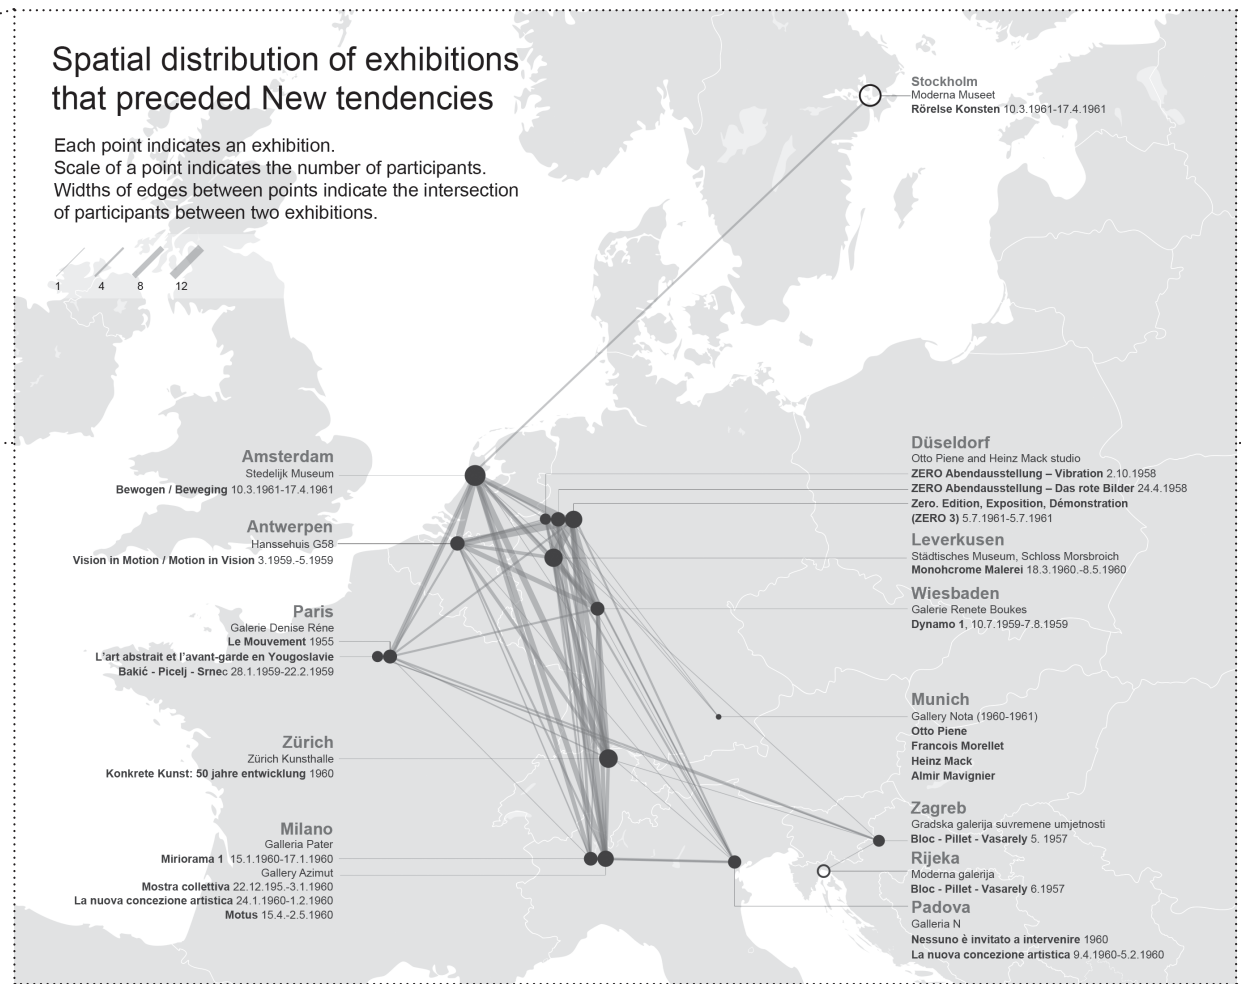 Spatial distribution of exhibitions
that preceded New tendencies
Each point indicates an exhibition.
Scale of a point indicates the number of participants.
Widths of edges between points indicate the intersection
of participants between two exhibitions.
1 4 8 12
Stockholm
Moderna Museet
Rörelse Konsten 10.3.1961-17.4.1961
Amsterdam
Stedelijk Museum
Bewogen / Beweging 10.3.1961-17.4.1961
Antwerpen
Hanssehuis G58
Vision in Motion / Motion in Vision 3.1959.-5.1959
Paris
Galerie Denise Réne
Le Mouvement 1955
L'art abstrait et l'avant-garde en Yougoslavie
Bakić - Picelj - Srnec 28.1.1959-22.2.1959
Zürich
Zürich Kunsthalle
Konkrete Kunst: 50 jahre entwicklung 1960
Milano
Galleria Pater
Miriorama 1 15.1.1960-17.1.1960
Gallery Azimut
Mostra collettiva 22.12.195.-3.1.1960
La nuova concezione artistica 24.1.1960-1.2.1960
Motus 15.4.-2.5.1960
Düseldorf
Otto Piene and Heinz Mack studio
ZERO Abendausstellung – Vibration 2.10.1958
ZERO Abendausstellung – Das rote Bilder 24.4.1958
Zero. Edition, Exposition, Démonstration
(ZERO 3) 5.7.1961-5.7.1961
Leverkusen
Städtisches Museum, Schloss Morsbroich
Monohcrome Malerei 18.3.1960.-8.5.1960
Wiesbaden
Galerie Renete Boukes
Dynamo 1, 10.7.1959-7.8.1959
Munich
Gallery Nota (1960-1961)
Otto Piene
Francois Morellet
Heinz Mack
Almir Mavignier
Zagreb
Gradska galerija suvremene umjetnosti
Bloc - Pillet - Vasarely 5. 1957
Rijeka
Moderna galerija
Bloc - Pillet - Vasarely 6.1957
Padova
Galleria N
Nessuno è invitato a intervenire 1960
La nuova concezione artistica 9.4.1960-5.2.1960